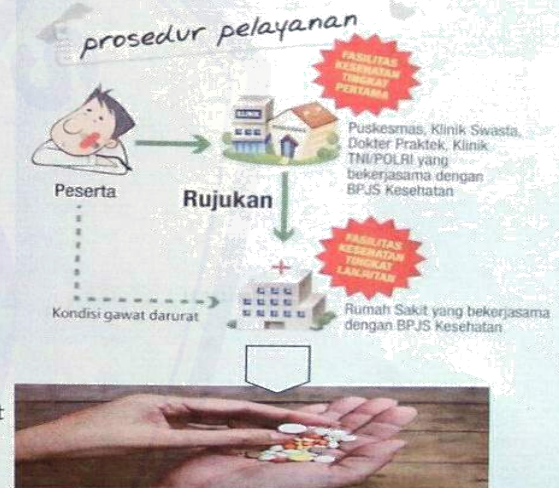 prosedur pelayanan
FASILITAS
KESEHATAN
TINGKAT
PERTAMA
KLINIK
Puskesmas, Klinik Swasta,
Dokter Praktek, Klinik
TNI/POLRI yang
bekerjasama dengan
BPJS Kesehatan
Peserta
Rujukan
FASILITAS
KESEHATAN
TINGKAT
LANJUTAN
Kondisi gawat darurat
Rumah Sakit yang bekerjasama
dengan BPJS Kesehatan
t